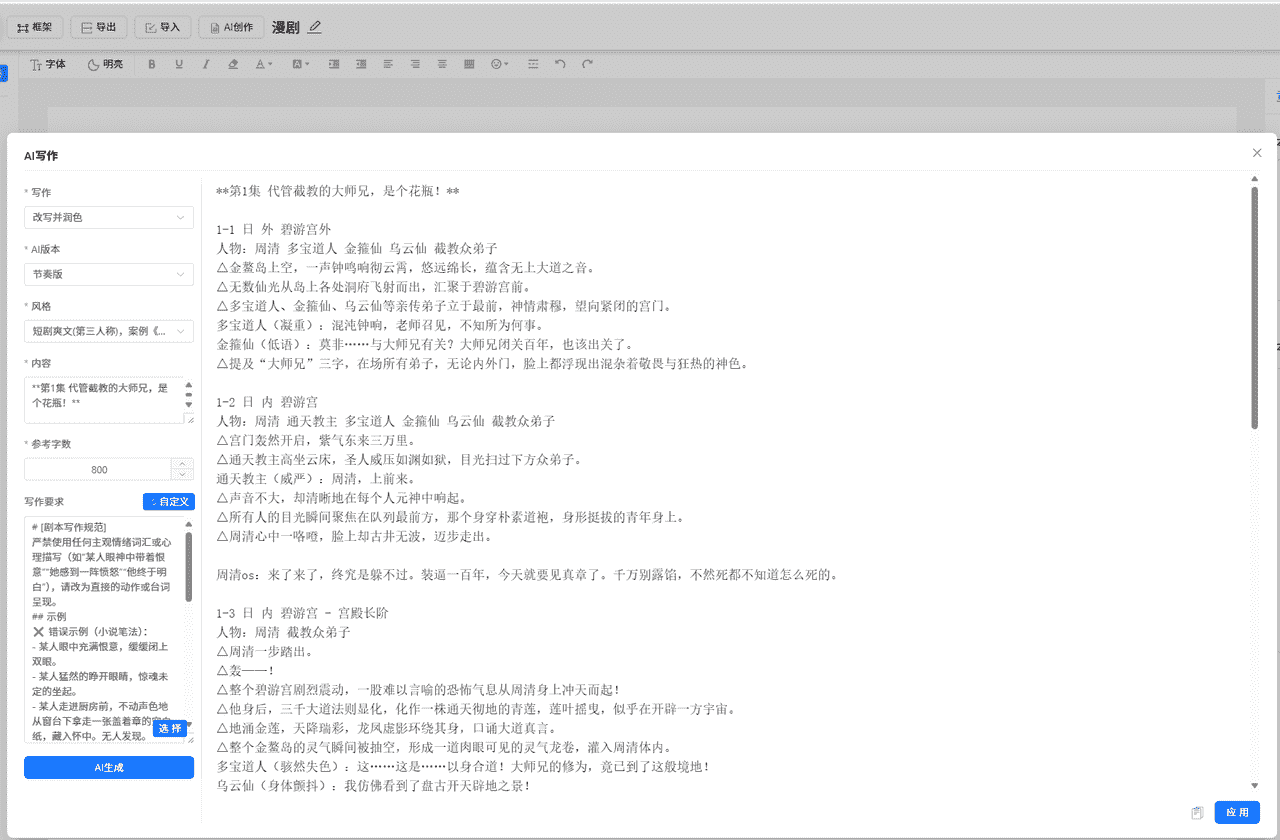 框架
导出
导入
AI创作
漫剧
字体
明亮
B U I A A
AI写作
* 写作
改写并润色
* AI版本
节奏版
* 风格
短剧爽文(第三人称)，案例《...
* 内容
**第1集 代管截教的大师兄，是
个花瓶！**
* 参考字数
800
写作要求
自定义
# [剧本写作规范]
严禁使用任何主观情绪词汇或心
理描写（如“某人眼神中带着恨
意”“她感到一阵愤怒”“他终于明
白”），请改为直接的动作或台词
呈现。
## 示例
❌ 错误示例（小说笔法）：
- 某人眼中充满恨意，缓缓闭上
双眼。
- 某人猛然的睁开眼睛，惊魂未
定的坐起。
- 某人走进厨房前，不动声色地
从窗台下拿走一张盖着章的
纸，藏入怀中。无人发现。
选 择
AI生成
**第1集 代管截教的大师兄，是个花瓶！**
1-1 日 外 碧游宫外
人物：周清 多宝道人 金箍仙 乌云仙 截教众弟子
△金鳌岛上空，一声钟鸣响彻云霄，悠远绵长，蕴含无上大道之音。
△无数仙光从岛上各处洞府飞射而出，汇聚于碧游宫前。
△多宝道人、金箍仙、乌云仙等亲传弟子立于最前，神情肃穆，望向紧闭的宫门。
多宝道人（凝重）：混沌钟响，老师召见，不知所为何事。
金箍仙（低语）：莫非……与大师兄有关？大师兄闭关百年，也该出关了。
△提及“大师兄”三字，在场所有弟子，无论内外门，脸上都浮现出混杂着敬畏与狂热的神色。
1-2 日 内 碧游宫
人物：周清 通天教主 多宝道人 金箍仙 乌云仙 截教众弟子
△宫门轰然开启，紫气东来三万里。
△通天教主高坐云床，圣人威压如渊如狱，目光扫过下方众弟子。
通天教主（威严）：周清，上前来。
△声音不大，却清晰地在每个人元神中响起。
△所有人的目光瞬间聚焦在队列最前方，那个身穿朴素道袍，身形挺拔的青年身上。
△周清心中一咯噔，脸上却古井无波，迈步走出。
周清os：来了来了，终究是躲不过。装逼一百年，今天就要见真章了。千万别露馅，不然死都不知道怎么死的。
1-3 日 内 碧游宫 - 宫殿长阶
人物：周清 截教众弟子
△周清一步踏出。
△轰——！
△整个碧游宫剧烈震动，一股难以言喻的恐怖气息从周清身上冲天而起！
△他身后，三千大道法则显化，化作一株通天彻地的青莲，莲叶摇曳，似乎在开辟一方宇宙。
△地涌金莲，天降瑞彩，龙凤虚影环绕其身，口诵大道真言。
△整个金鳌岛的灵气瞬间被抽空，形成一道肉眼可见的灵气龙卷，灌入周清体内。
多宝道人（骇然失色）：这……这是……以身合道！大师兄的修为，竟已到了这般境地！
乌云仙（身体颤抖）：我仿佛看到了盘古开天辟地之景！
应 用